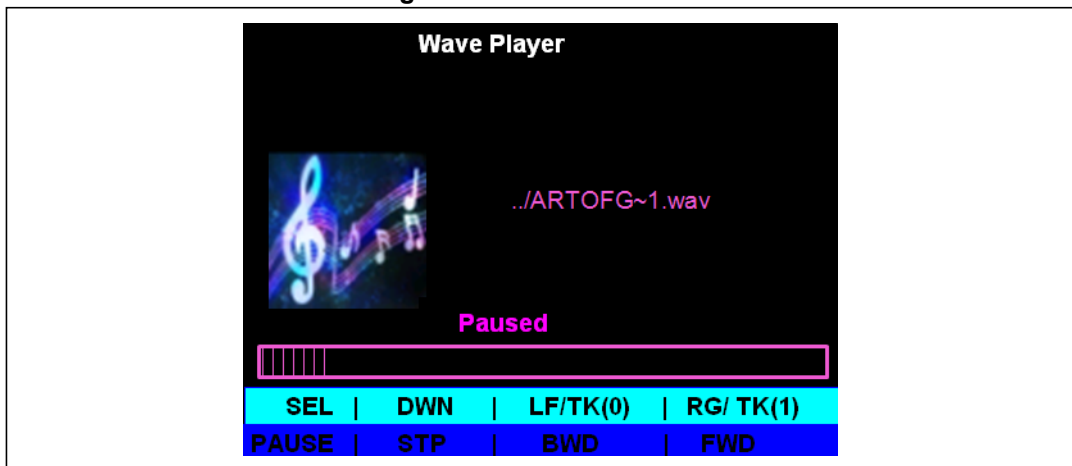 Wave Player
../ARTOFG~1.wav
Paused
SEL | DWN | LF/TK(0) | RG/ TK(1)
PAUSE | STP | BWD | FWD